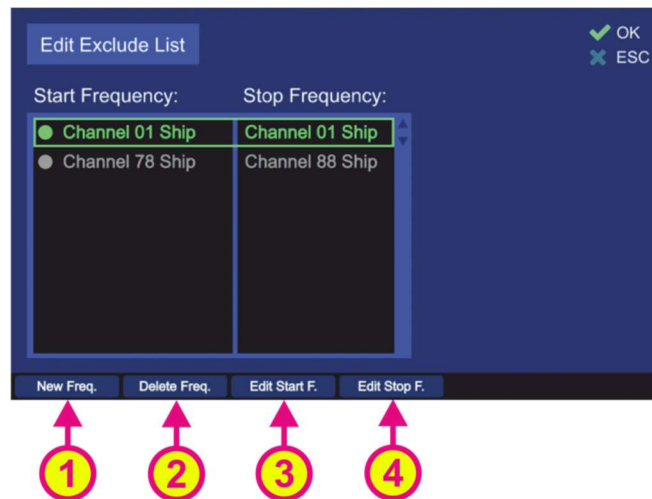 Edit Exclude List
OK
ESC
Start Frequency: Stop Frequency:
Channel 01 Ship Channel 01 Ship
Channel 78 Ship Channel 88 Ship
New Freq. Delete Freq. Edit Start F. Edit Stop F.
1 2 3 4